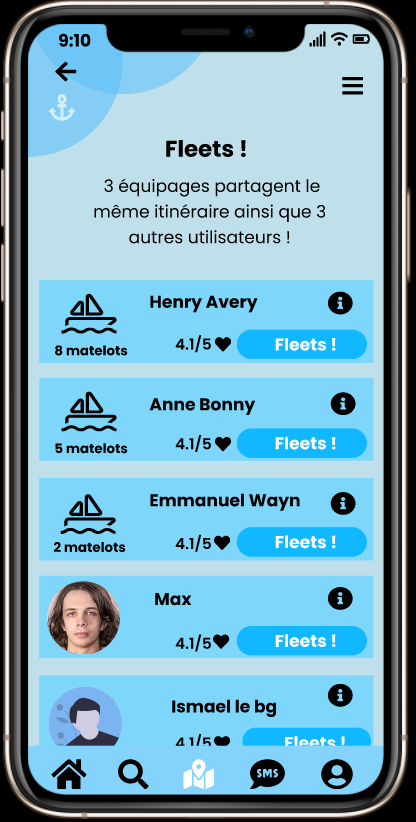 9:10
Fleets !
3 équipages partagent le
même itinéraire ainsi que 3
autres utilisateurs !
Henry Avery
8 matelots
4.1/5
Fleets !
Anne Bonny
5 matelots
4.1/5
Fleets !
Emmanuel Wayn
2 matelots
4.1/5
Fleets !
Max
4.1/5
Fleets !
Ismael le bg
4.1/5
Fleets !
SMS